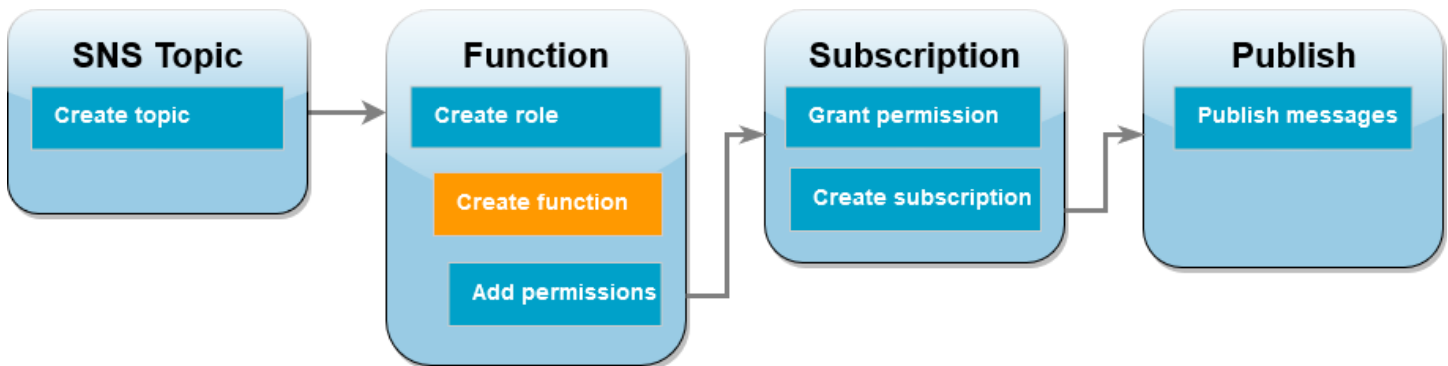 SNS Topic
Create topic
Function
Create role
Create function
Add permissions
Subscription
Grant permission
Create subscription
Publish
Publish messages